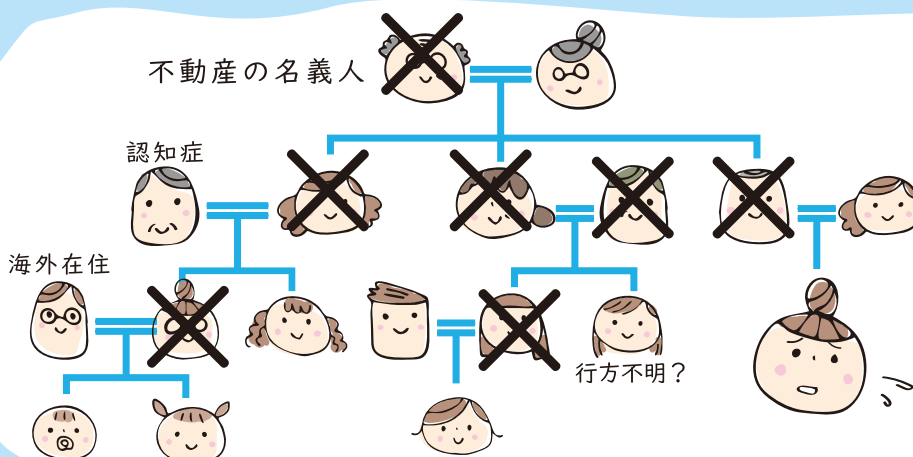 不動産の名義人
認知症
海外在住
行方不明？